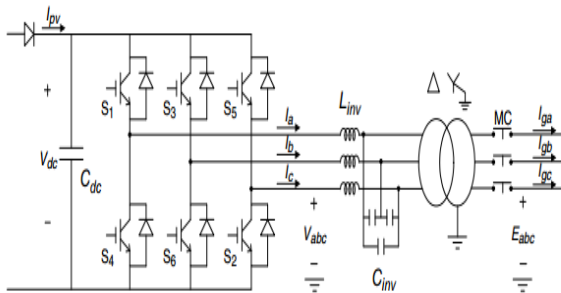 I_pv
+
V_dc
-
C_dc
S_1
S_3
S_5
S_4
S_6
S_2
I_a
I_b
I_c
L_inv
+
V_abc
-
C_inv
Δ
MC
I_ga
I_gb
I_gc
+
E_abc
-